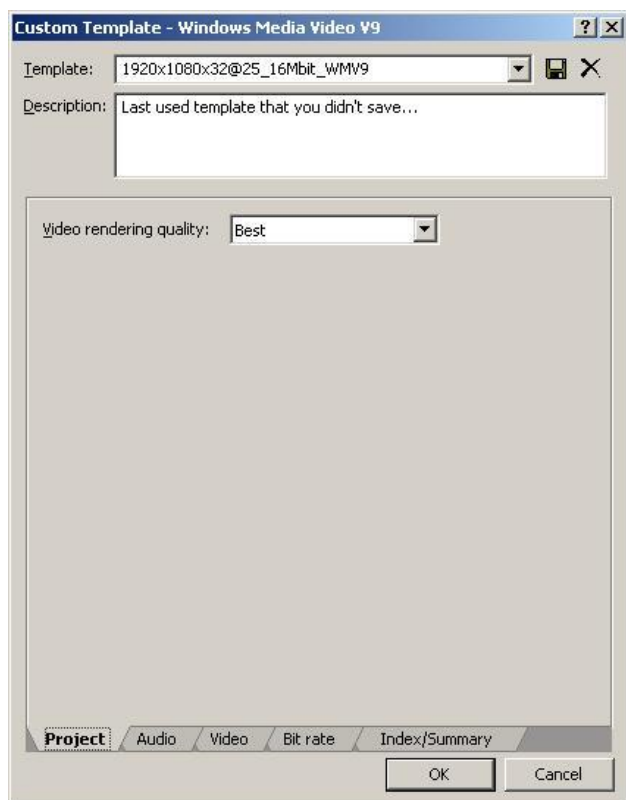 Custom Template - Windows Media Video V9
Template: 1920x1080x32@25_16Mbit_WMV9
Description: Last used template that you didn't save...
Video rendering quality: Best
Project Audio Video Bit rate Index/Summary
OK Cancel